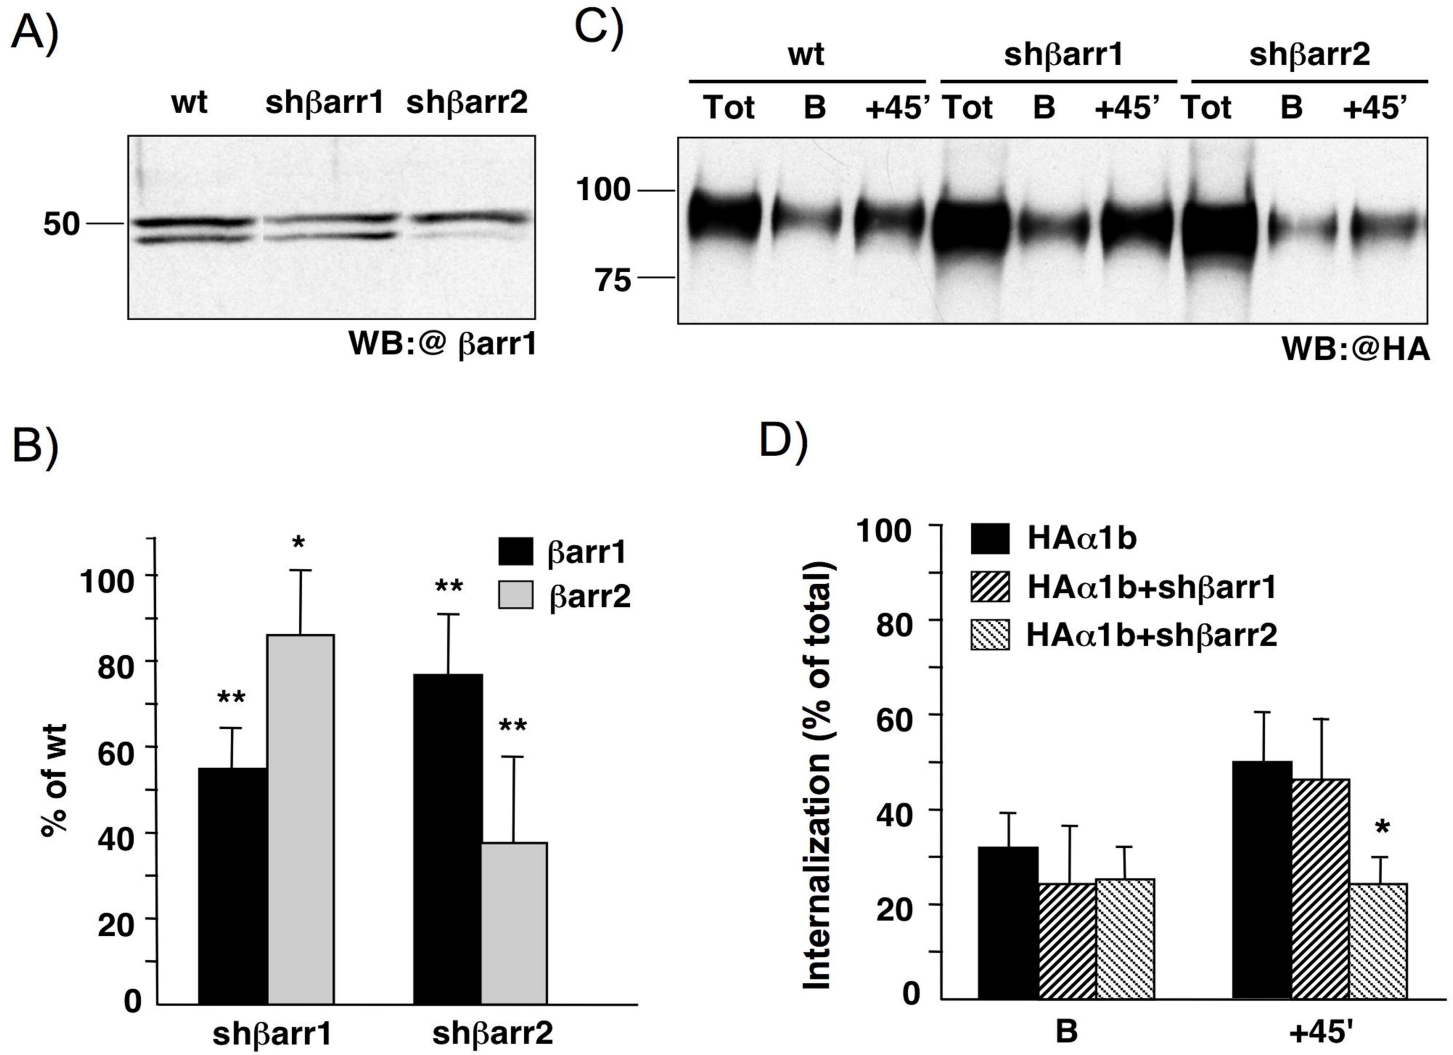 A)
wt shβarr1 shβarr2
50
WB:@ βarr1
C)
wt shβarr1 shβarr2
Tot B +45’ Tot B +45’ Tot B +45’
100
75
WB:@HA
B)
% of wt
100
80
60
40
20
0
** * ** **
βarr1
βarr2
shβarr1 shβarr2
D)
Internalization (% of total)
100
80
60
40
20
0
HAα1b
HAα1b+shβarr1
HAα1b+shβarr2
*
B +45'